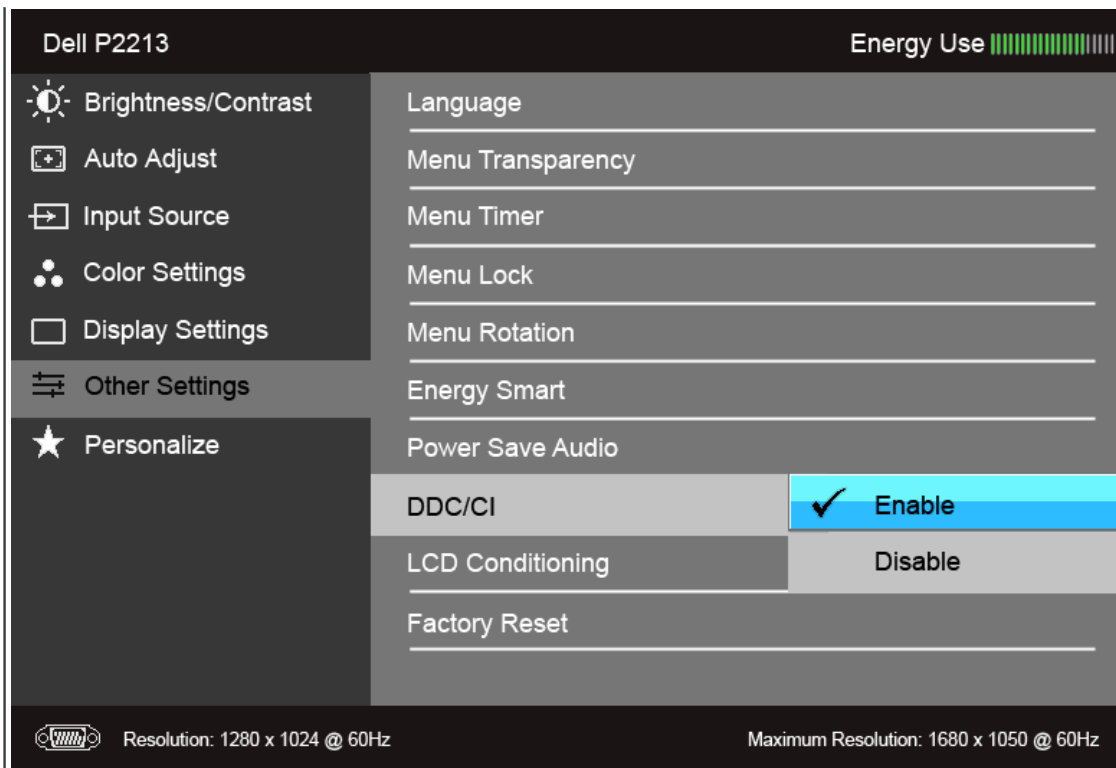 Dell P2213
Energy Use
Brightness/Contrast
Auto Adjust
Input Source
Color Settings
Display Settings
Other Settings
Personalize
Language
Menu Transparency
Menu Timer
Menu Lock
Menu Rotation
Energy Smart
Power Save Audio
DDC/CI
Enable
Disable
LCD Conditioning
Factory Reset
Resolution: 1280 x 1024 @ 60Hz
Maximum Resolution: 1680 x 1050 @ 60Hz